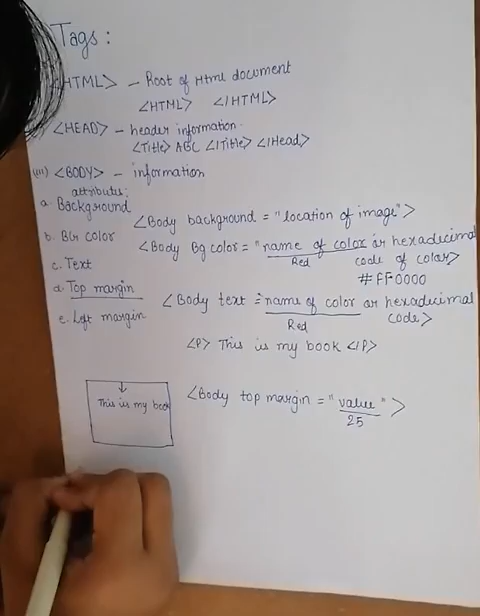 Tags :
<HTML> - Root of Html document
<HTML> </HTML>
<HEAD> - header information.
<Title> ABC </Title> </Head>
(III) <BODY> - information
attributes:
a. Background
<Body background = "location of image">
b. BG color
<Body Bg color = "name of color or hexadecimal
Red code of color>
c. Text
#FF0000
d. Top margin
<Body text = name of color or hexadecimal
e. Left margin
Red code>
<P> This is my book </P>
This is my book
<Body top margin = "value" >
25